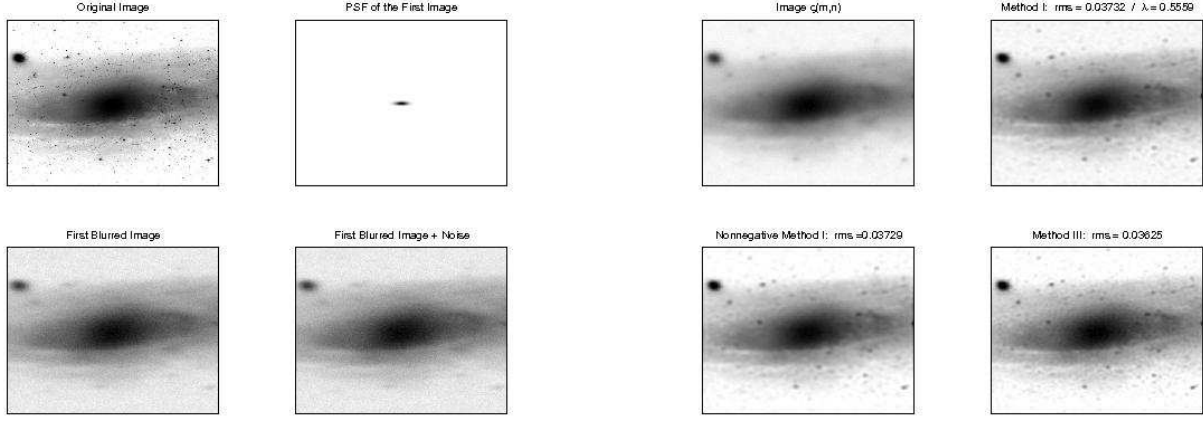 Original Image
PSF of the First Image
Image g(m,n)
Method I: rms = 0.03732 / λ = 0.5559
First Blurred Image
First Blurred Image + Noise
Nonnegative Method I: rms =0.03729
Method III: rms = 0.03625